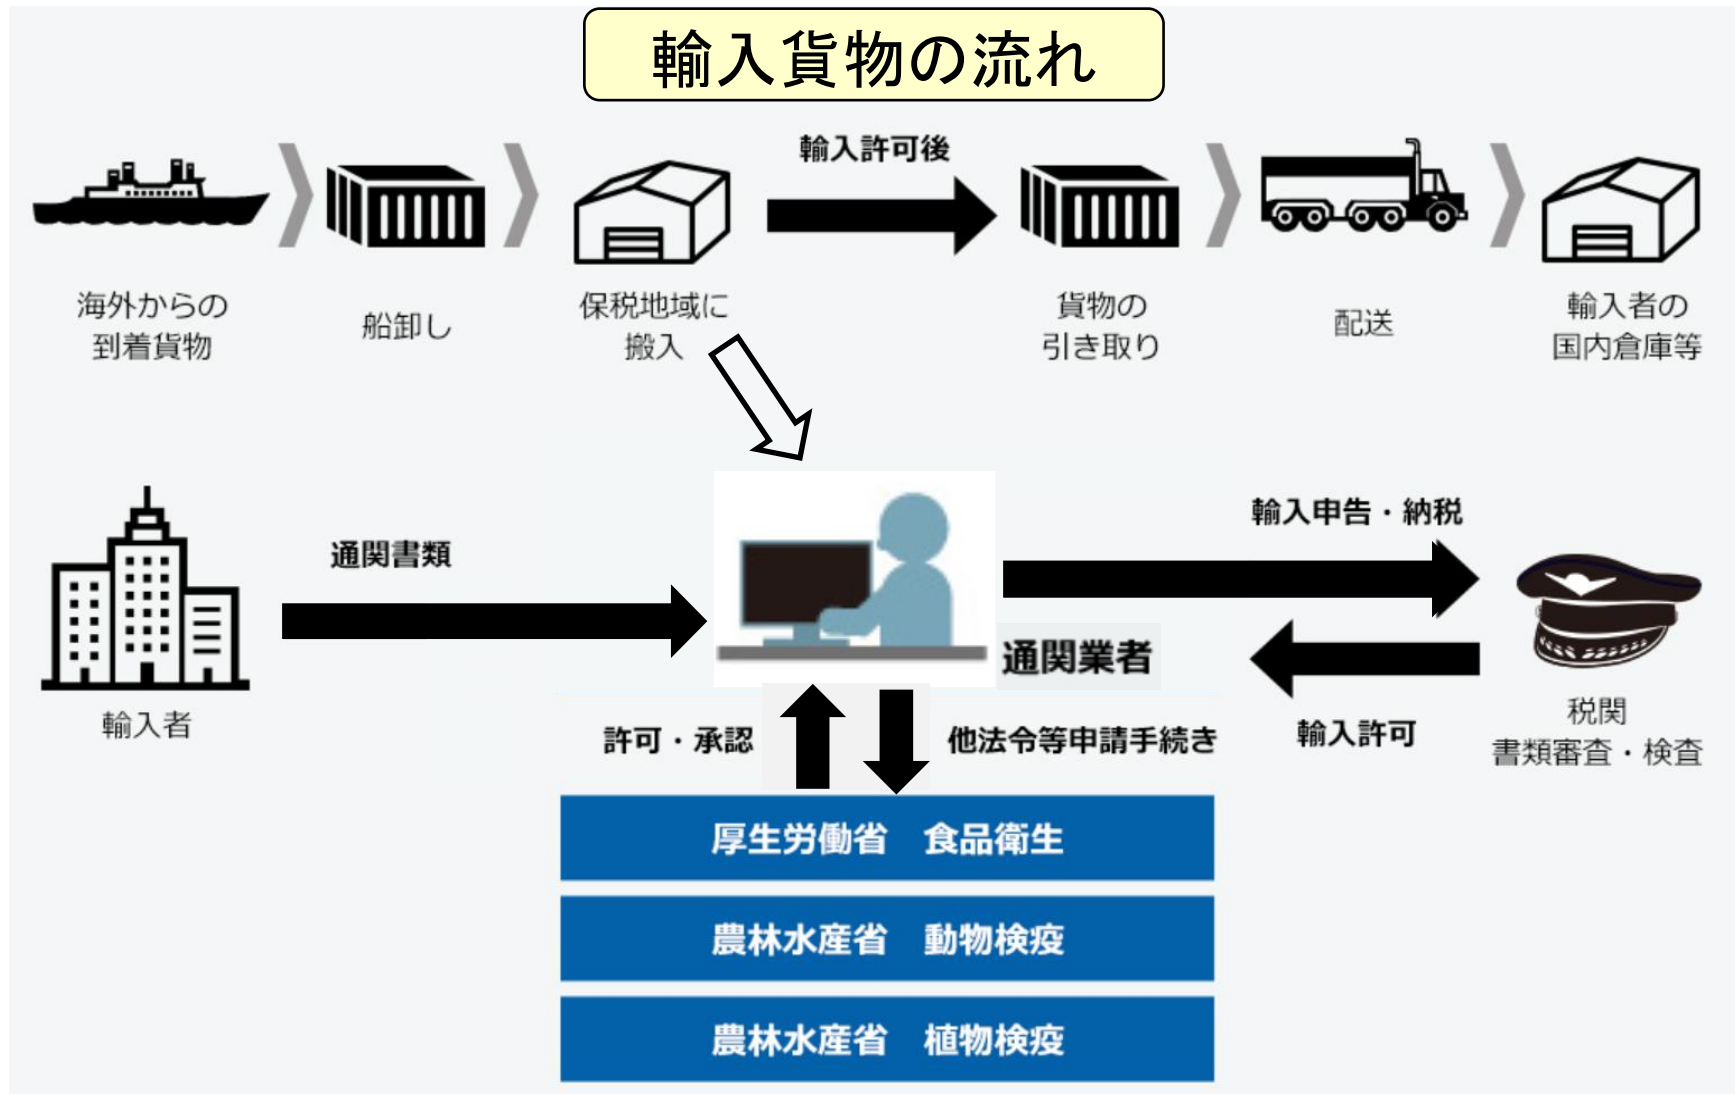 輸入貨物の流れ
輸入許可後
海外からの
到着貨物
船卸し
保税地域に
搬入
貨物の
引き取り
配送
輸入者の
国内倉庫等
通関書類
輸入申告・納税
通関業者
輸入者
許可・承認
他法令等申請手続き
輸入許可
税関
書類審査・検査
厚生労働省　食品衛生
農林水産省　動物検疫
農林水産省　植物検疫